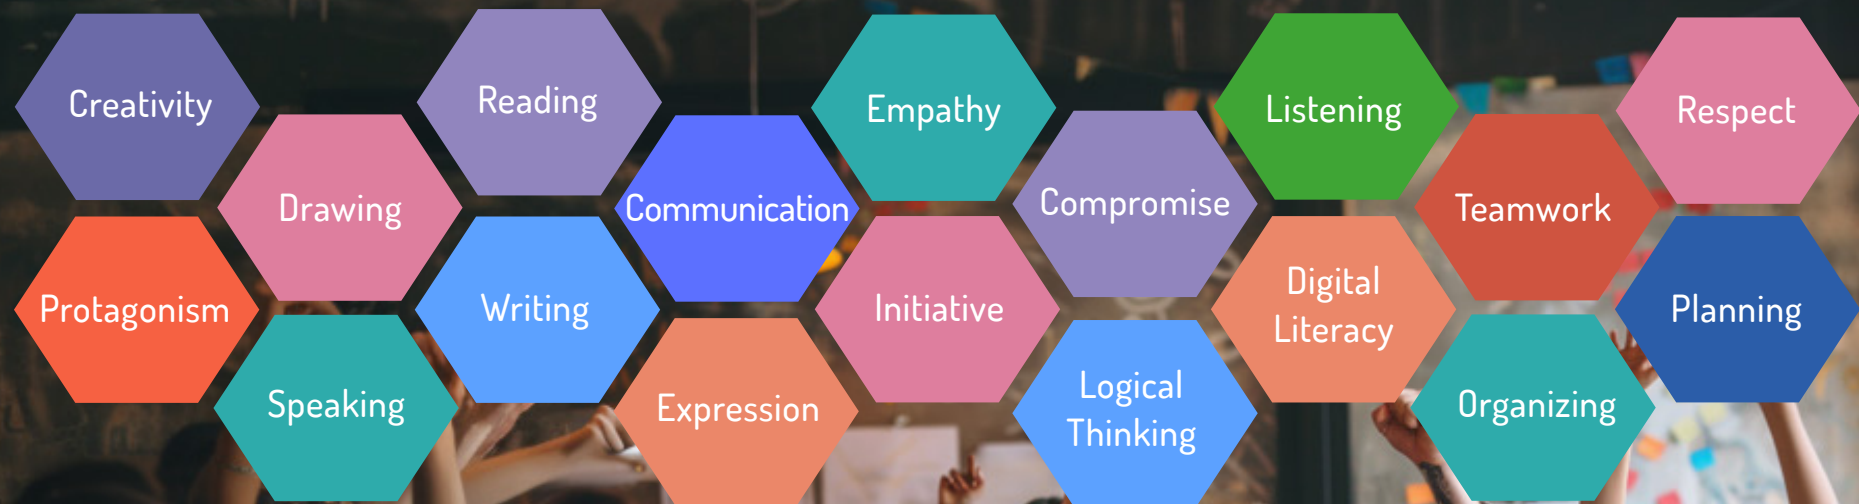 Creativity
Reading
Empathy
Listening
Respect
Drawing
Communication
Compromise
Teamwork
Protagonism
Writing
Initiative
Digital
Literacy
Planning
Speaking
Expression
Logical
Thinking
Organizing